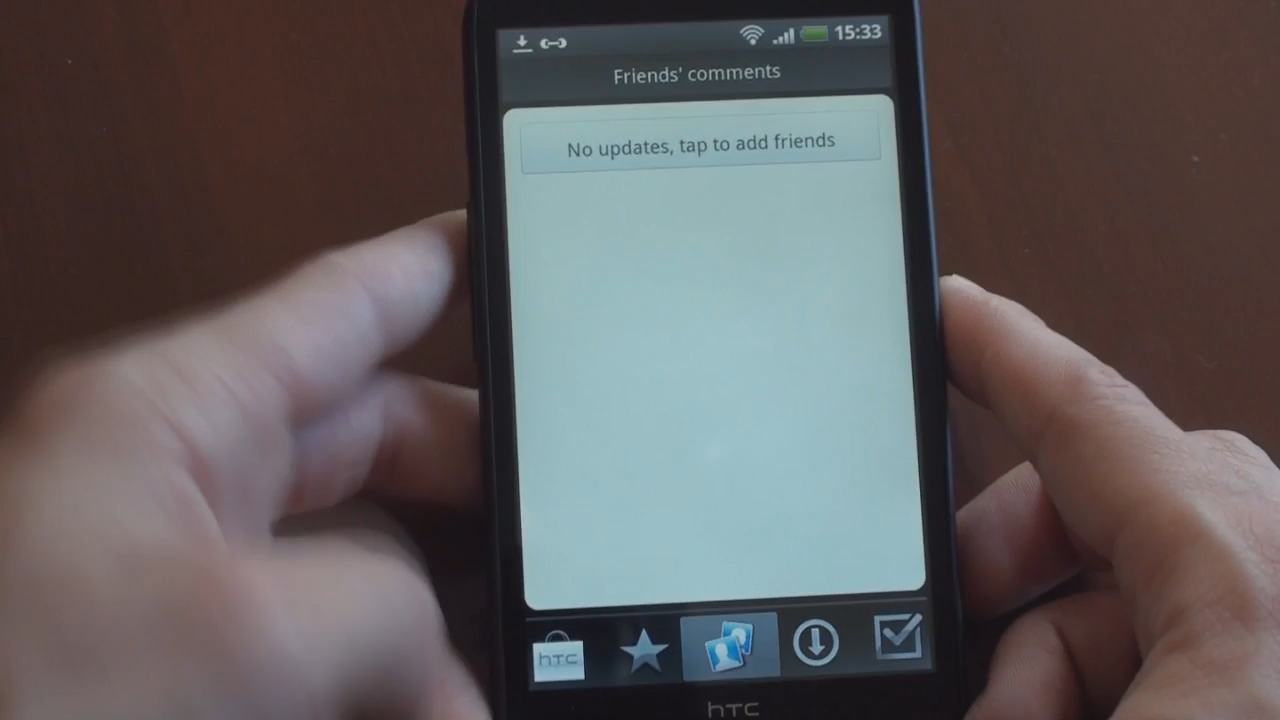 15:33
Friends' comments
No updates, tap to add friends
hTC
hTC